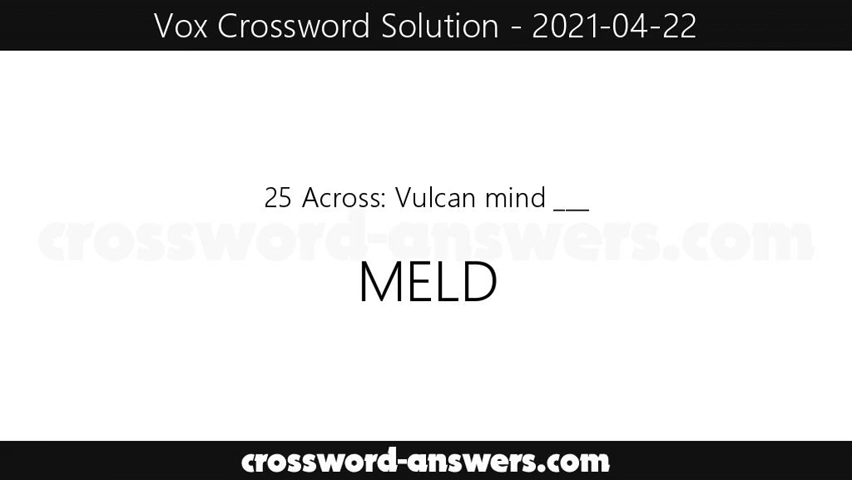 Vox Crossword Solution - 2021-04-22
25 Across: Vulcan mind ___
crossword-answers.com
MELD
crossword-answers.com